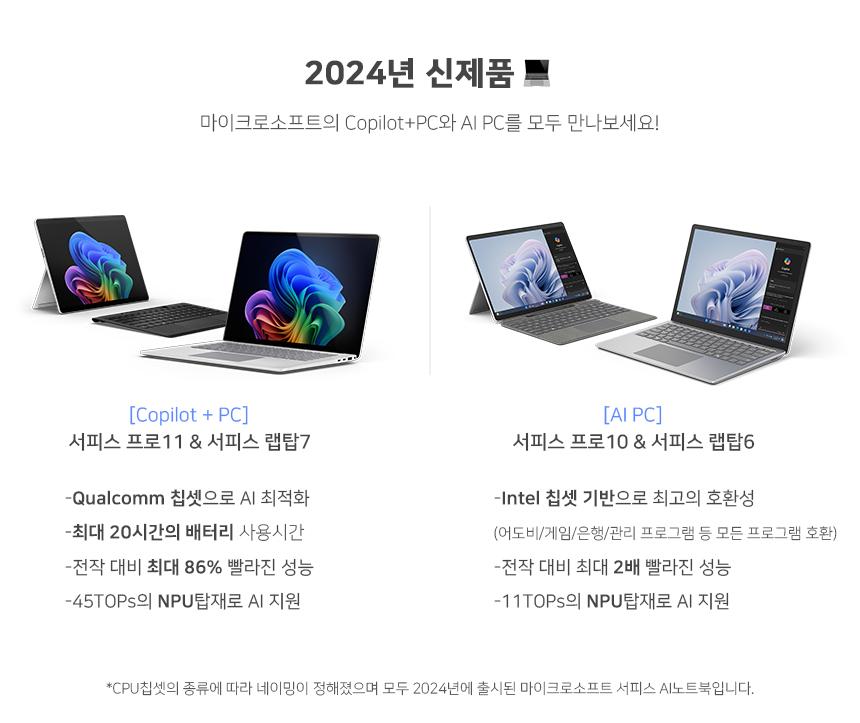 2024년 신제품
마이크로소프트의 Copilot+PC와 AI PC를 모두 만나보세요!
[Copilot + PC]
서피스 프로11 & 서피스 랩탑7
-Qualcomm 칩셋으로 AI 최적화
-최대 20시간의 배터리 사용시간
-전작 대비 최대 86% 빨라진 성능
-45TOPs의 NPU탑재로 AI 지원
[AI PC]
서피스 프로10 & 서피스 랩탑6
-Intel 칩셋 기반으로 최고의 호환성
(어도비/게임/은행/관리 프로그램 등 모든 프로그램 호환)
-전작 대비 최대 2배 빨라진 성능
-11TOPs의 NPU탑재로 AI 지원
*CPU칩셋의 종류에 따라 네이밍이 정해졌으며 모두 2024년에 출시된 마이크로소프트 서피스 AI노트북입니다.